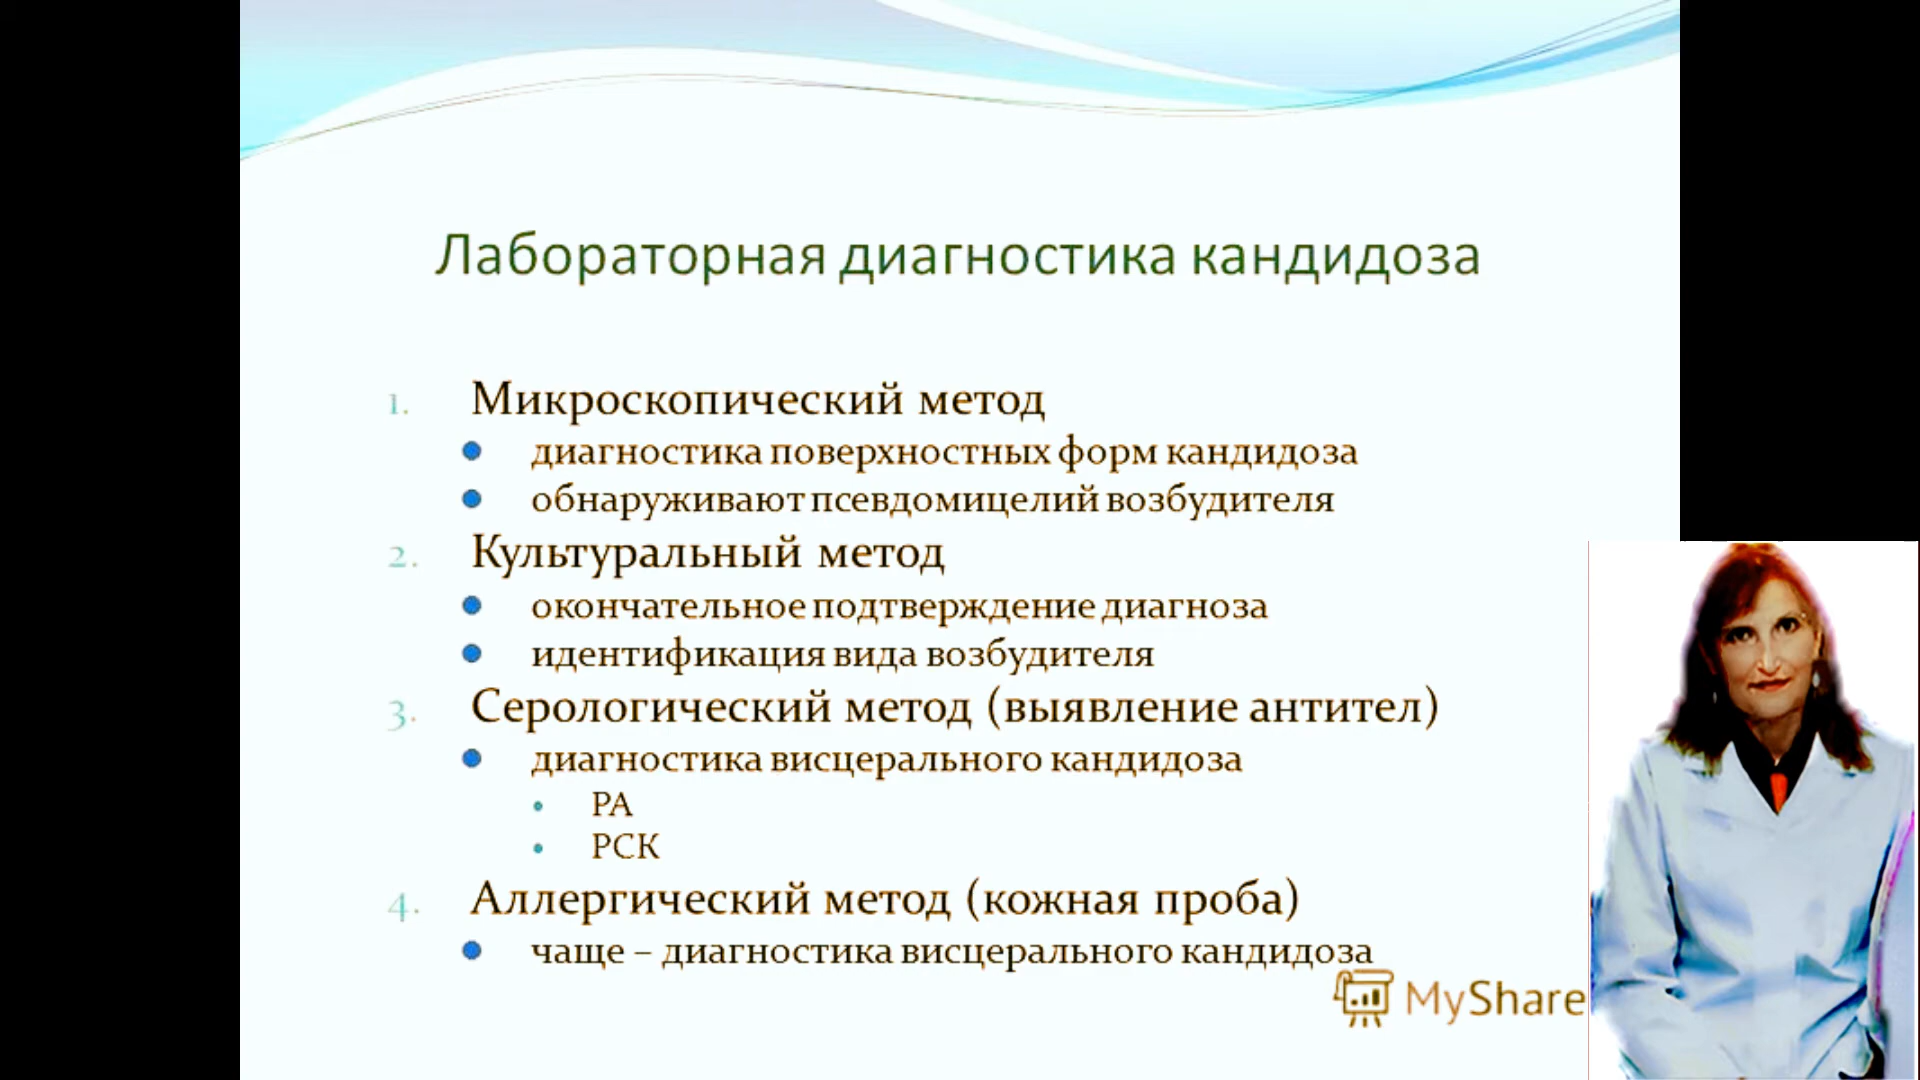 Лабораторная диагностика кандидоза
1. Микроскопический метод
● диагностика поверхностных форм кандидоза
● обнаруживают псевдомицелий возбудителя
2. Культуральный метод
● окончательное подтверждение диагноза
● идентификация вида возбудителя
3. Серологический метод (выявление антител)
● диагностика висцерального кандидоза
• РА
• РСК
4. Аллергический метод (кожная проба)
● чаще – диагностика висцерального кандидоза
MyShare